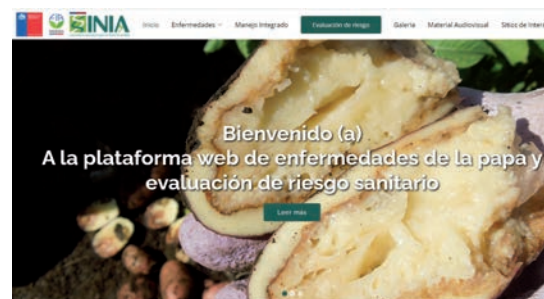 INIA
Inicio
Enfermedades
Manejo Integrado
Evaluación de riesgo
Galería
Material Audiovisual
Sitios de Inter
Bienvenido (a)
A la plataforma web de enfermedades de la papa y
evaluación de riesgo sanitario
Leer más